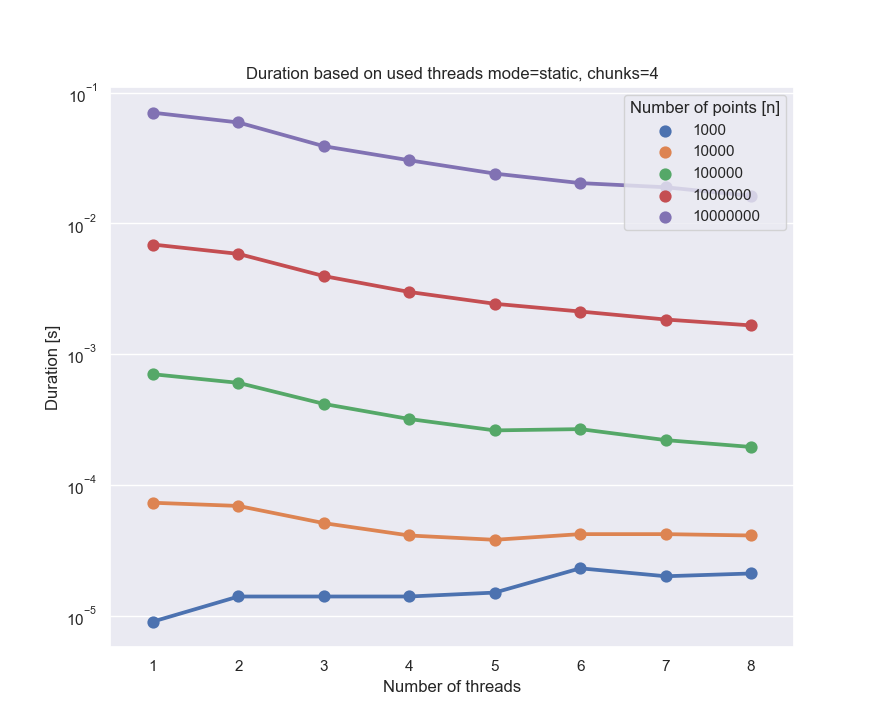 Duration based on used threads mode=static, chunks=4
Number of points [n]
1000
10000
100000
1000000
10000000
Duration [s]
10⁻¹
10⁻²
10⁻³
10⁻⁴
10⁻⁵
1 2 3 4 5 6 7 8
Number of threads